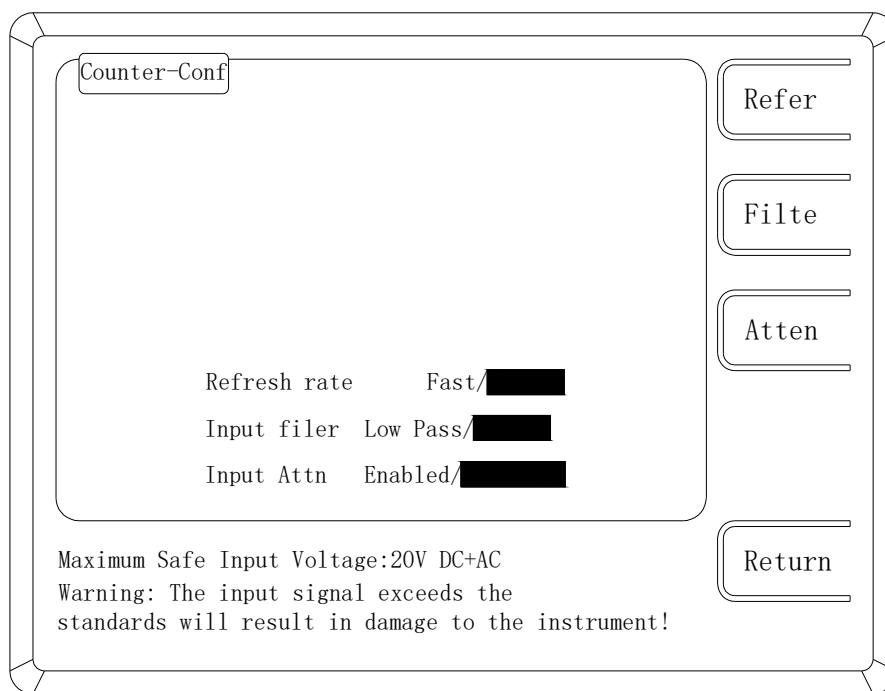 Counter-Conf
Refer
Filte
Atten
Refresh rate Fast/
Input filer Low Pass/
Input Attn Enabled/
Return
Maximum Safe Input Voltage:20V DC+AC
Warning: The input signal exceeds the
standards will result in damage to the instrument!